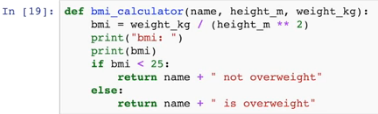 In [19]: def bmi_calculator(name, height_m, weight_kg):
    bmi = weight_kg / (height_m ** 2)
    print("bmi: ")
    print(bmi)
    if bmi < 25:
        return name + " not overweight"
    else:
        return name + " is overweight"